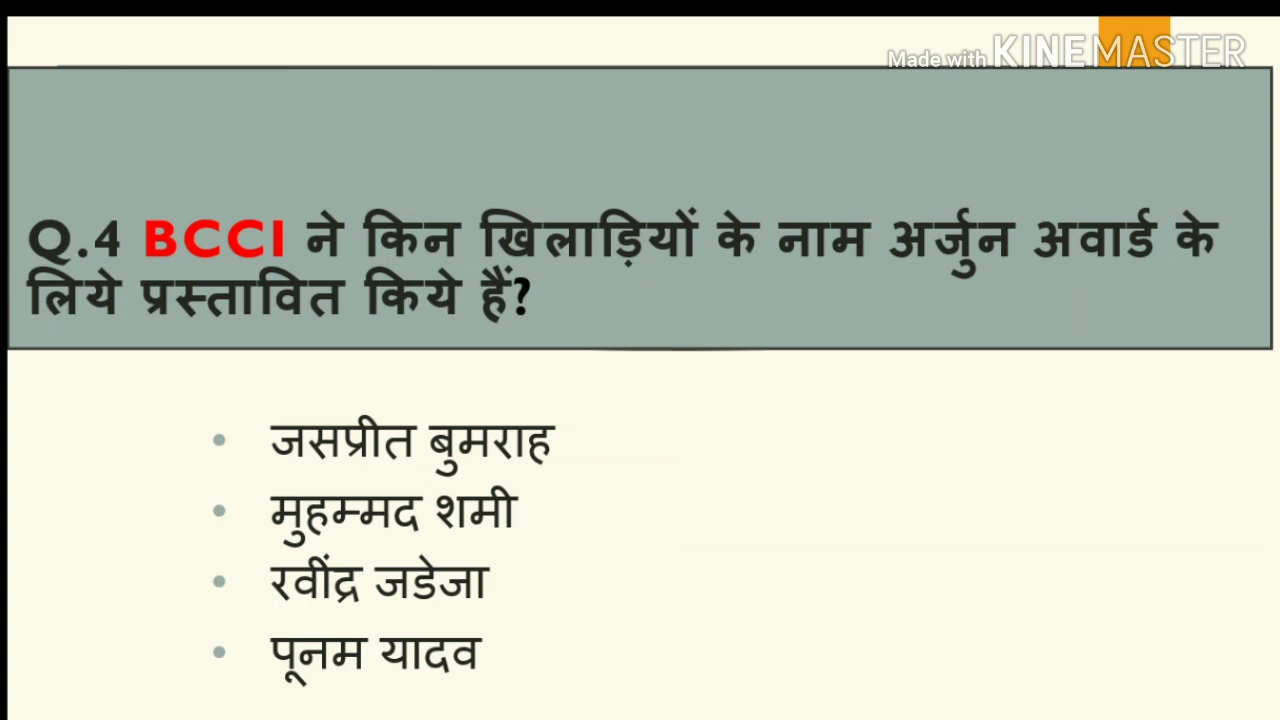 Made with KINEMASTER
Q.4 BCCI ने किन खिलाड़ियों के नाम अर्जुन अवार्ड के
लिये प्रस्तावित किये हैं?
• जसप्रीत बुमराह
• मुहम्मद शमी
• रवींद्र जडेजा
• पूनम यादव